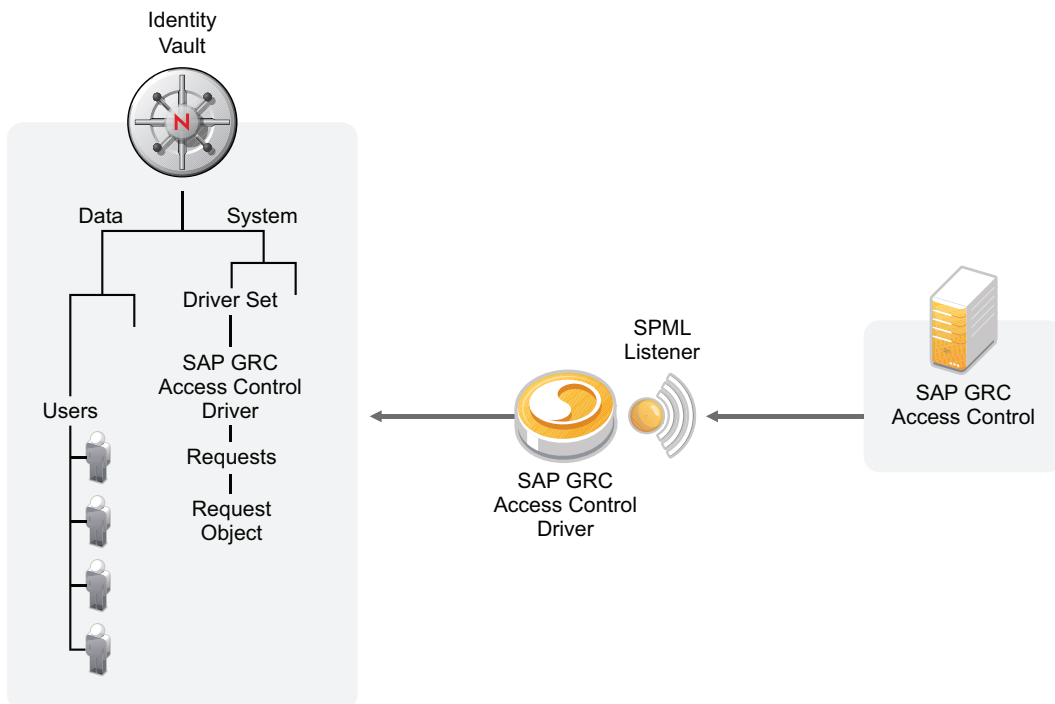 Identity
Vault
N
Data
System
Driver Set
SAP GRC
Access Control
Driver
Users
Requests
Request
Object
SPML
Listener
SAP GRC
Access Control
Driver
SAP GRC
Access Control